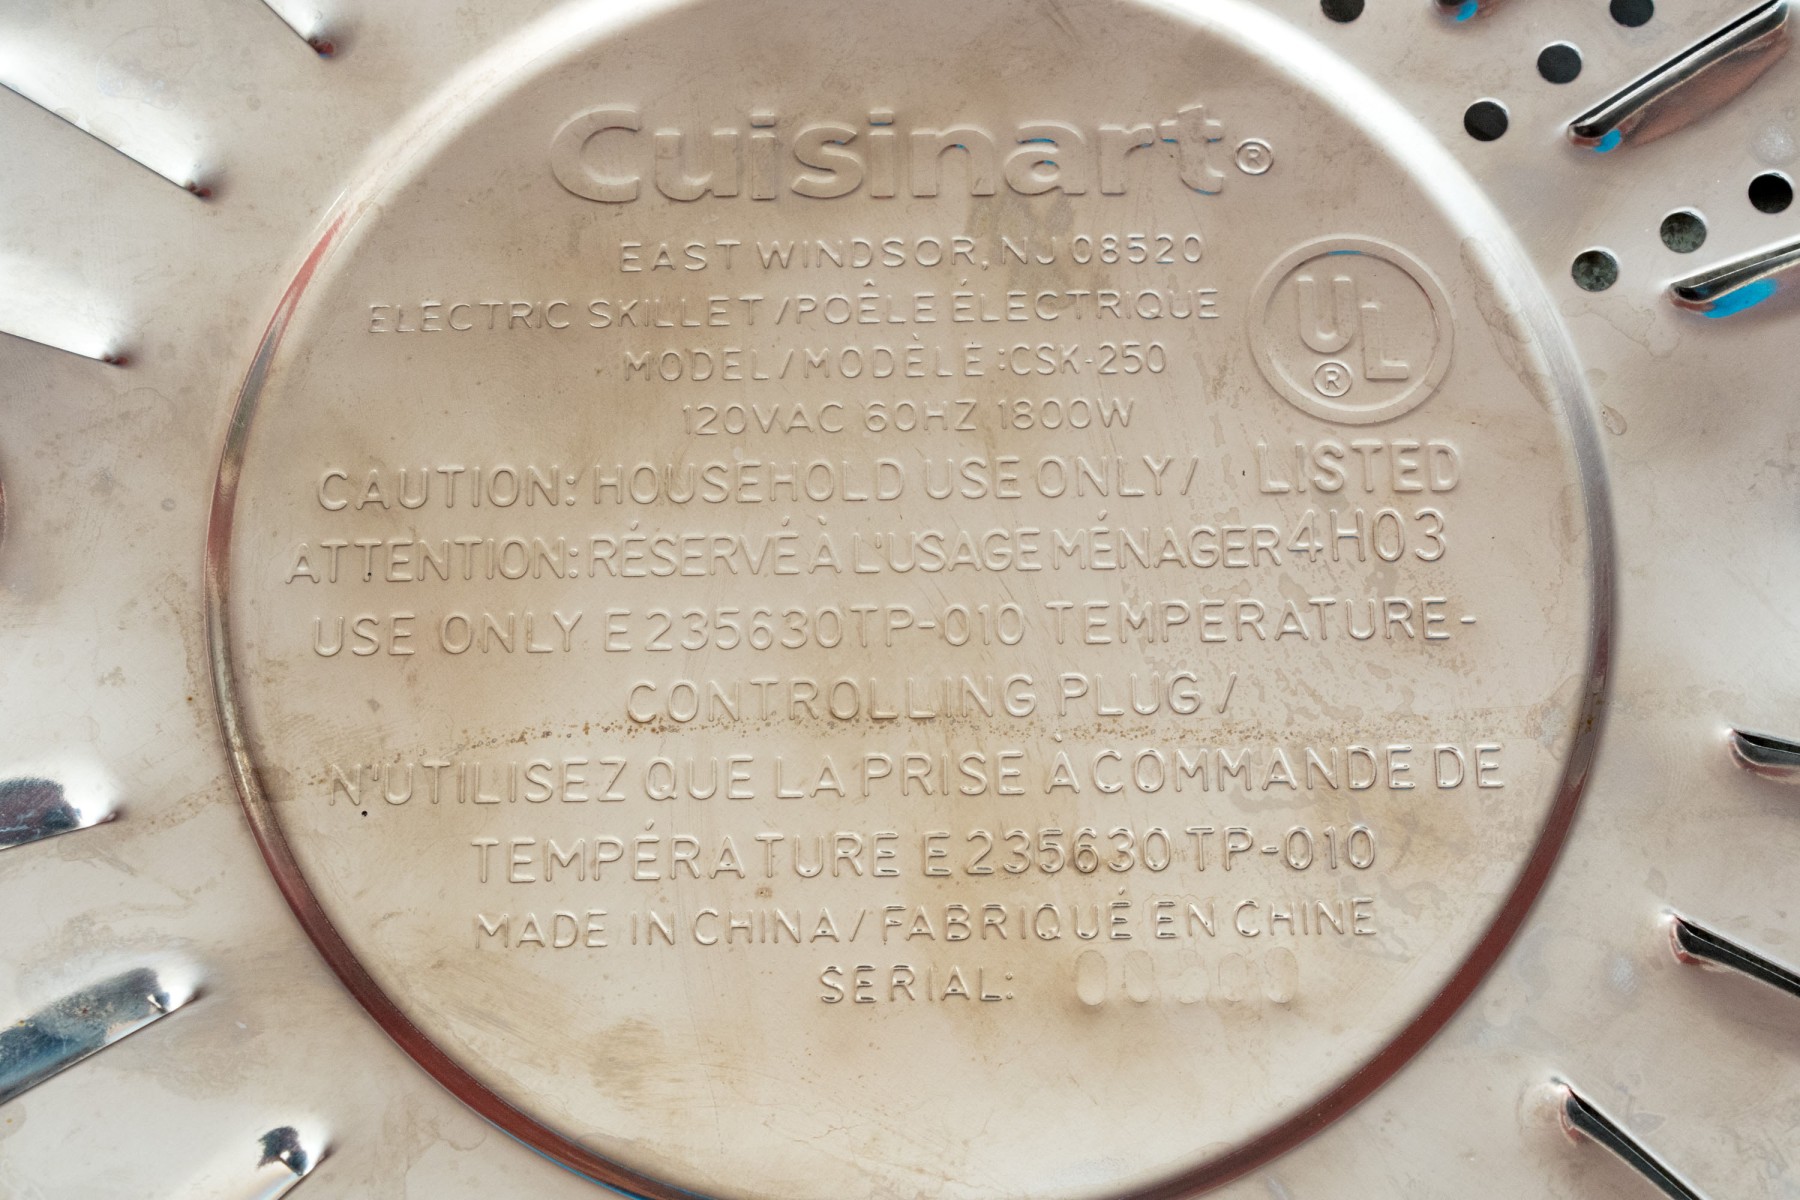 Cuisinart®
EAST WINDSOR, NJ 08520
ELECTRIC SKILLET /POÊLE ÉLECTRIQUE
MODEL/MODÈLE :CSK-250
120VAC 60HZ 1800W
UL®
CAUTION: HOUSEHOLD USE ONLY/
LISTED
ATTENTION: RÉSERVÉ À L'USAGE MÉNAGER
4H03
USE ONLY E235630TP-010 TEMPERATURE-
CONTROLLING PLUG /
N'UTILISEZ QUE LA PRISE À COMMANDE DE
TEMPÉRATURE E235630TP-010
MADE IN CHINA/ FABRIQUÉ EN CHINE
SERIAL: